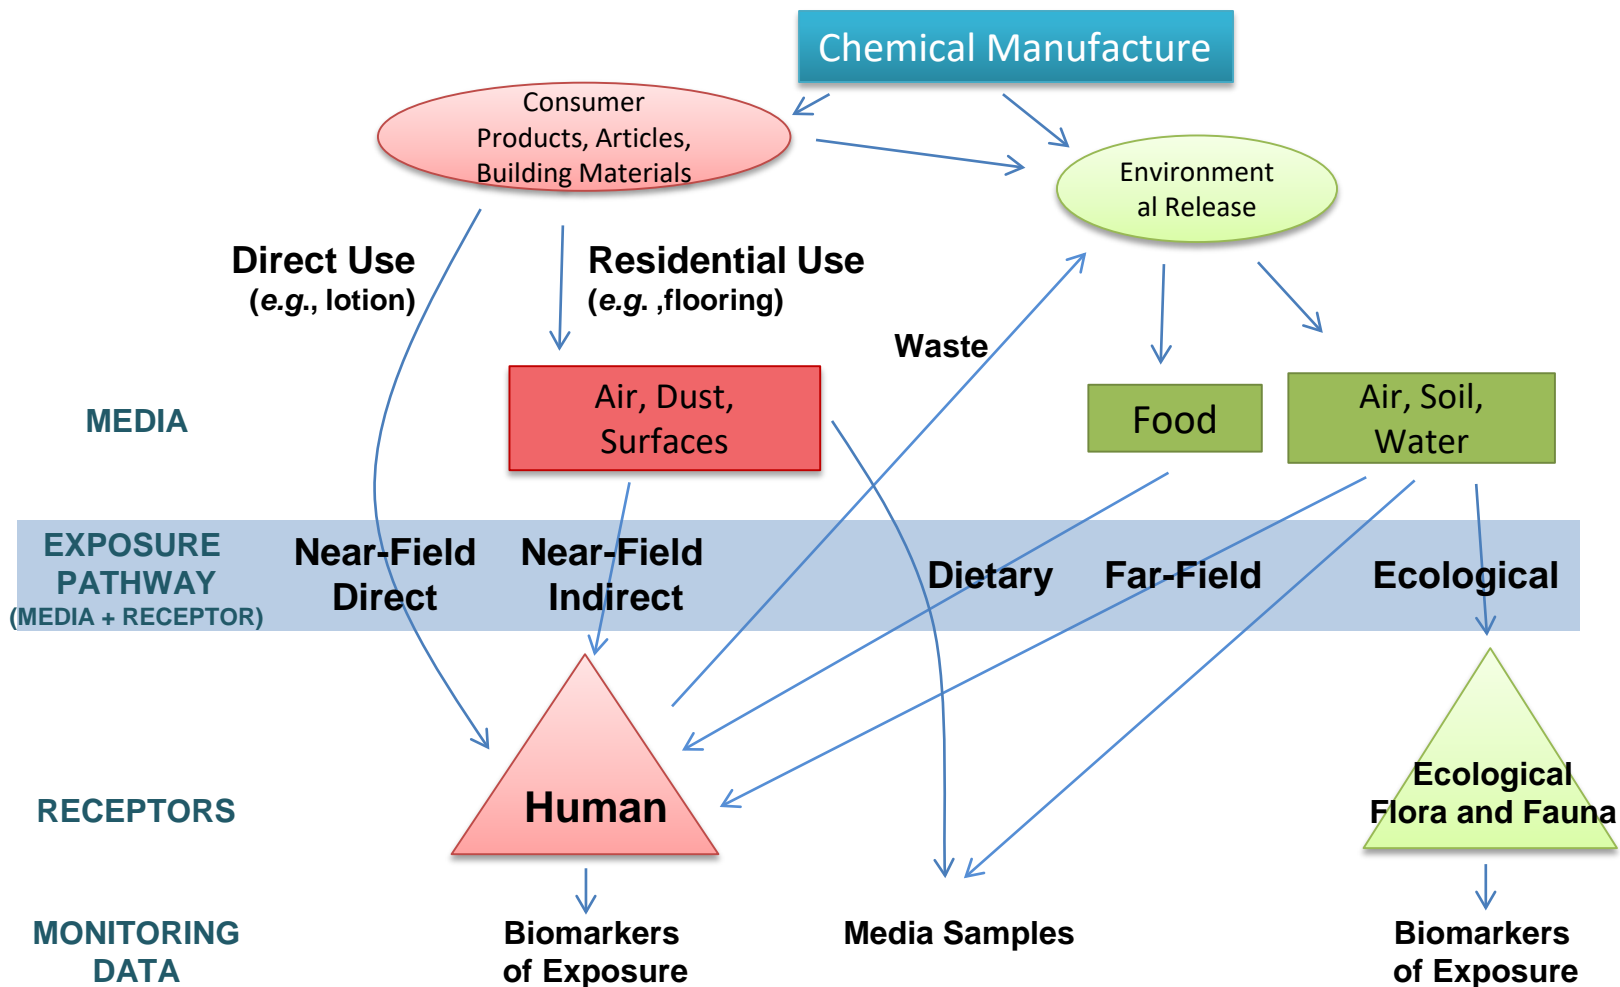 Chemical Manufacture
Consumer
Products, Articles,
Building Materials
Environment
al Release
Direct Use
(e.g., lotion)
Residential Use
(e.g. ,flooring)
Waste
MEDIA
Air, Dust,
Surfaces
Food
Air, Soil,
Water
EXPOSURE
PATHWAY
(MEDIA + RECEPTOR)
Near-Field
Direct
Near-Field
Indirect
Dietary
Far-Field
Ecological
RECEPTORS
Human
Ecological
Flora and Fauna
MONITORING
DATA
Biomarkers
of Exposure
Media Samples
Biomarkers
of Exposure